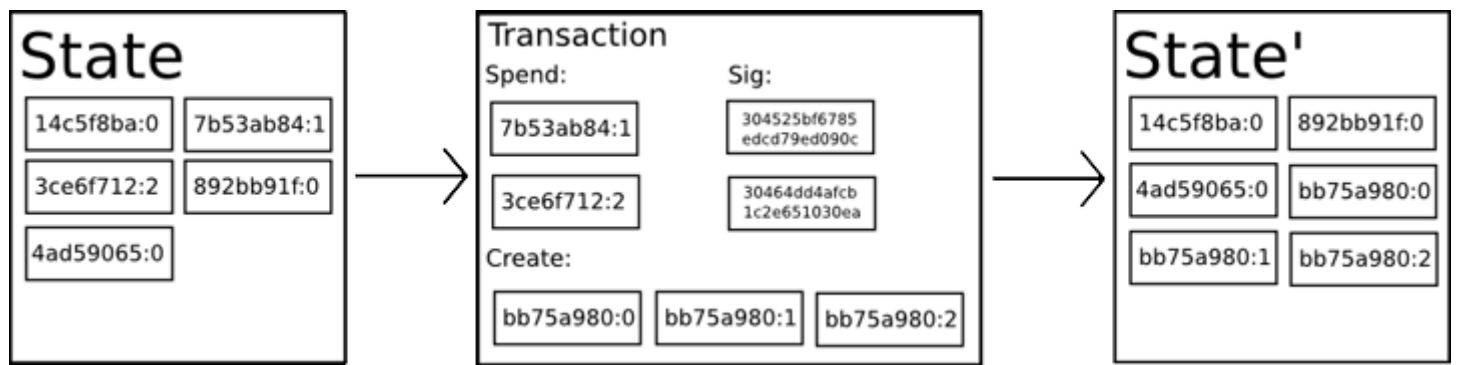 State
14c5f8ba:0 7b53ab84:1
3ce6f712:2 892bb91f:0
4ad59065:0
Transaction
Spend: Sig:
7b53ab84:1
304525bf6785
edcd79ed090c
3ce6f712:2
30464dd4afcb
1c2e651030ea
Create:
bb75a980:0 bb75a980:1 bb75a980:2
State'
14c5f8ba:0 892bb91f:0
4ad59065:0 bb75a980:0
bb75a980:1 bb75a980:2